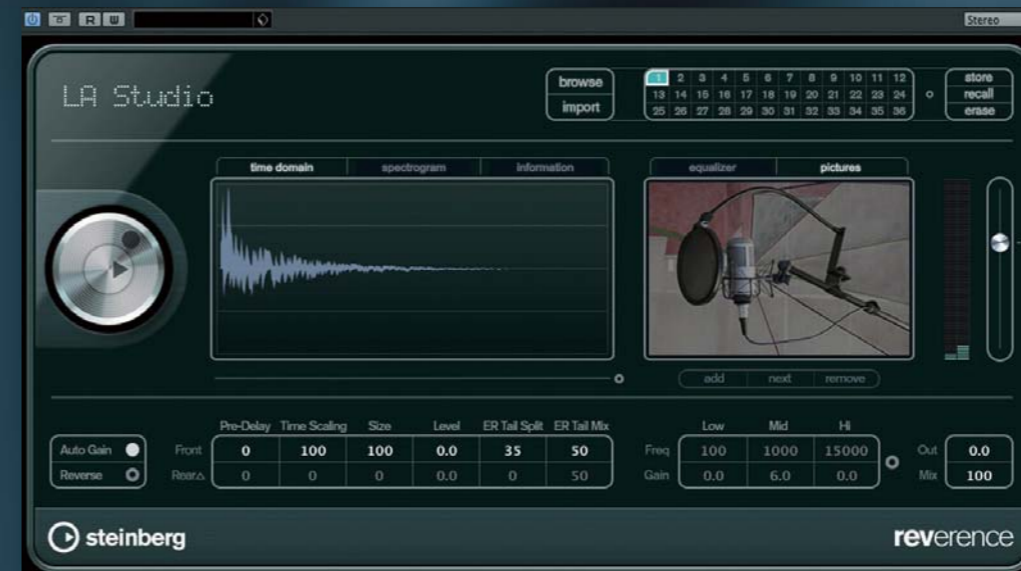 R W
Stereo
LA Studio
browse
import
1 2 3 4 5 6 7 8 9 10 11 12
13 14 15 16 17 18 19 20 21 22 23 24
25 26 27 28 29 30 31 32 33 34 35 36
store
recall
erase
time domain spectrogram information
equalizer pictures
add next remove
Pre-Delay Time Scaling Size Level ER Tail Split ER Tail Mix
Low Mid Hi
Auto Gain Front 0 100 100 0.0 35 50
Freq 100 1000 15000 Out 0.0
Reverse Rear△ 0 0 0 0.0 0 50
Gain 0.0 6.0 0.0 Mix 100
steinberg
reverence